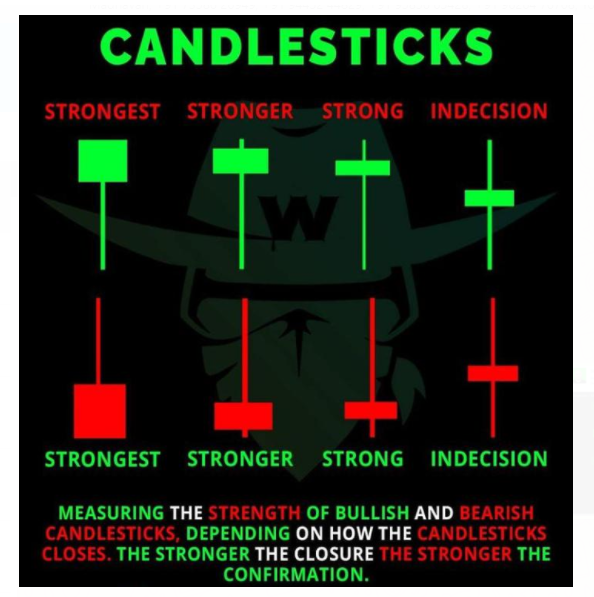 CANDLESTICKS
STRONGEST STRONGER STRONG INDECISION
W
STRONGEST STRONGER STRONG INDECISION
MEASURING THE STRENGTH OF BULLISH AND BEARISH
CANDLESTICKS, DEPENDING ON HOW THE CANDLESTICKS
CLOSES. THE STRONGER THE CLOSURE THE STRONGER THE
CONFIRMATION.